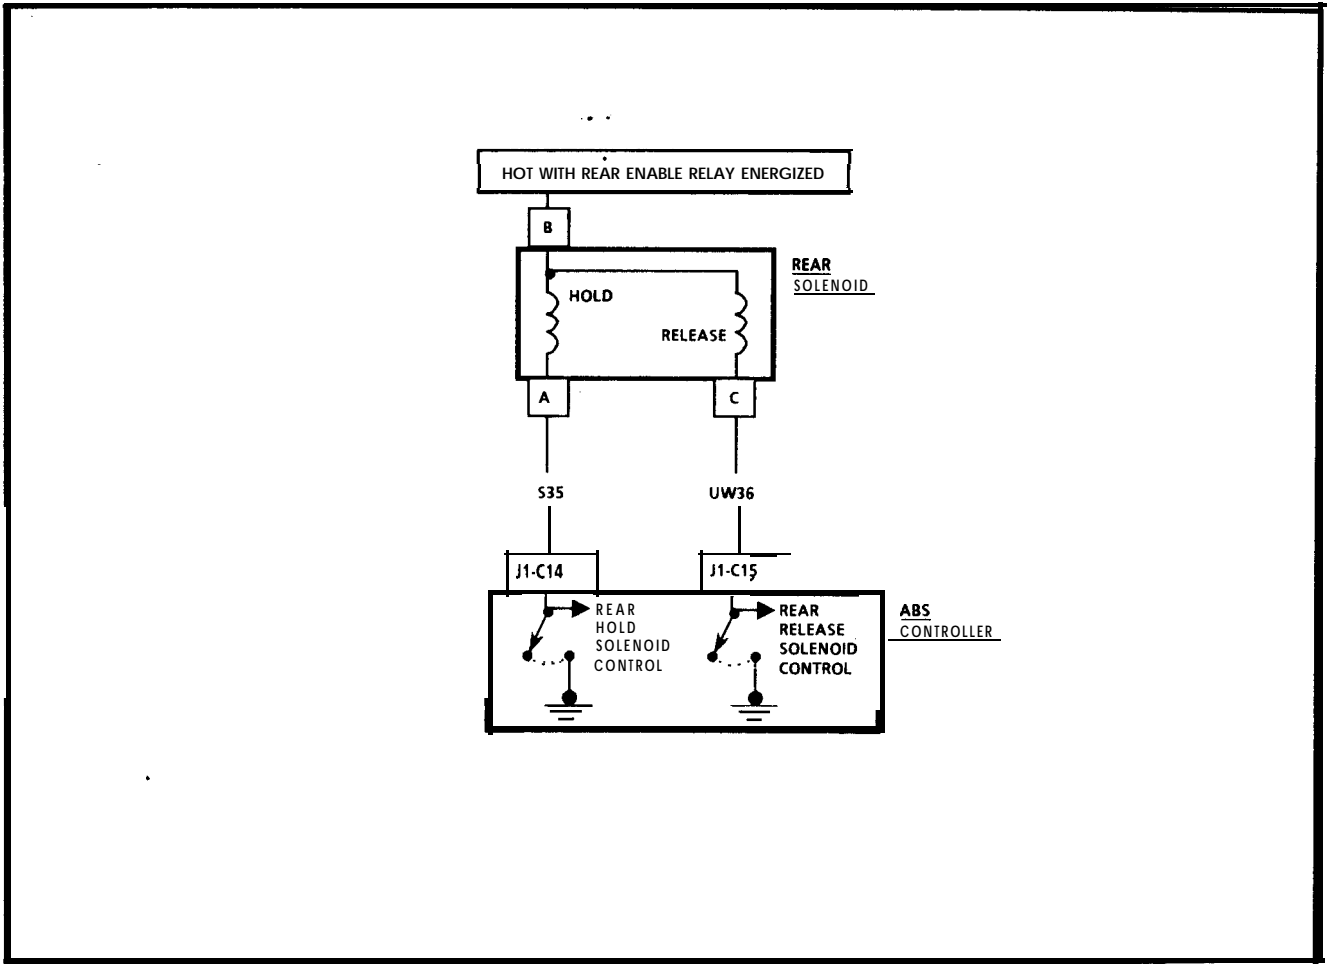 HOT WITH REAR ENABLE RELAY ENERGIZED
B
REAR
SOLENOID
HOLD
RELEASE
A
C
S35
UW36
J1-C14
J1-C15
REAR
HOLD
SOLENOID
CONTROL
REAR
RELEASE
SOLENOID
CONTROL
ABS
CONTROLLER